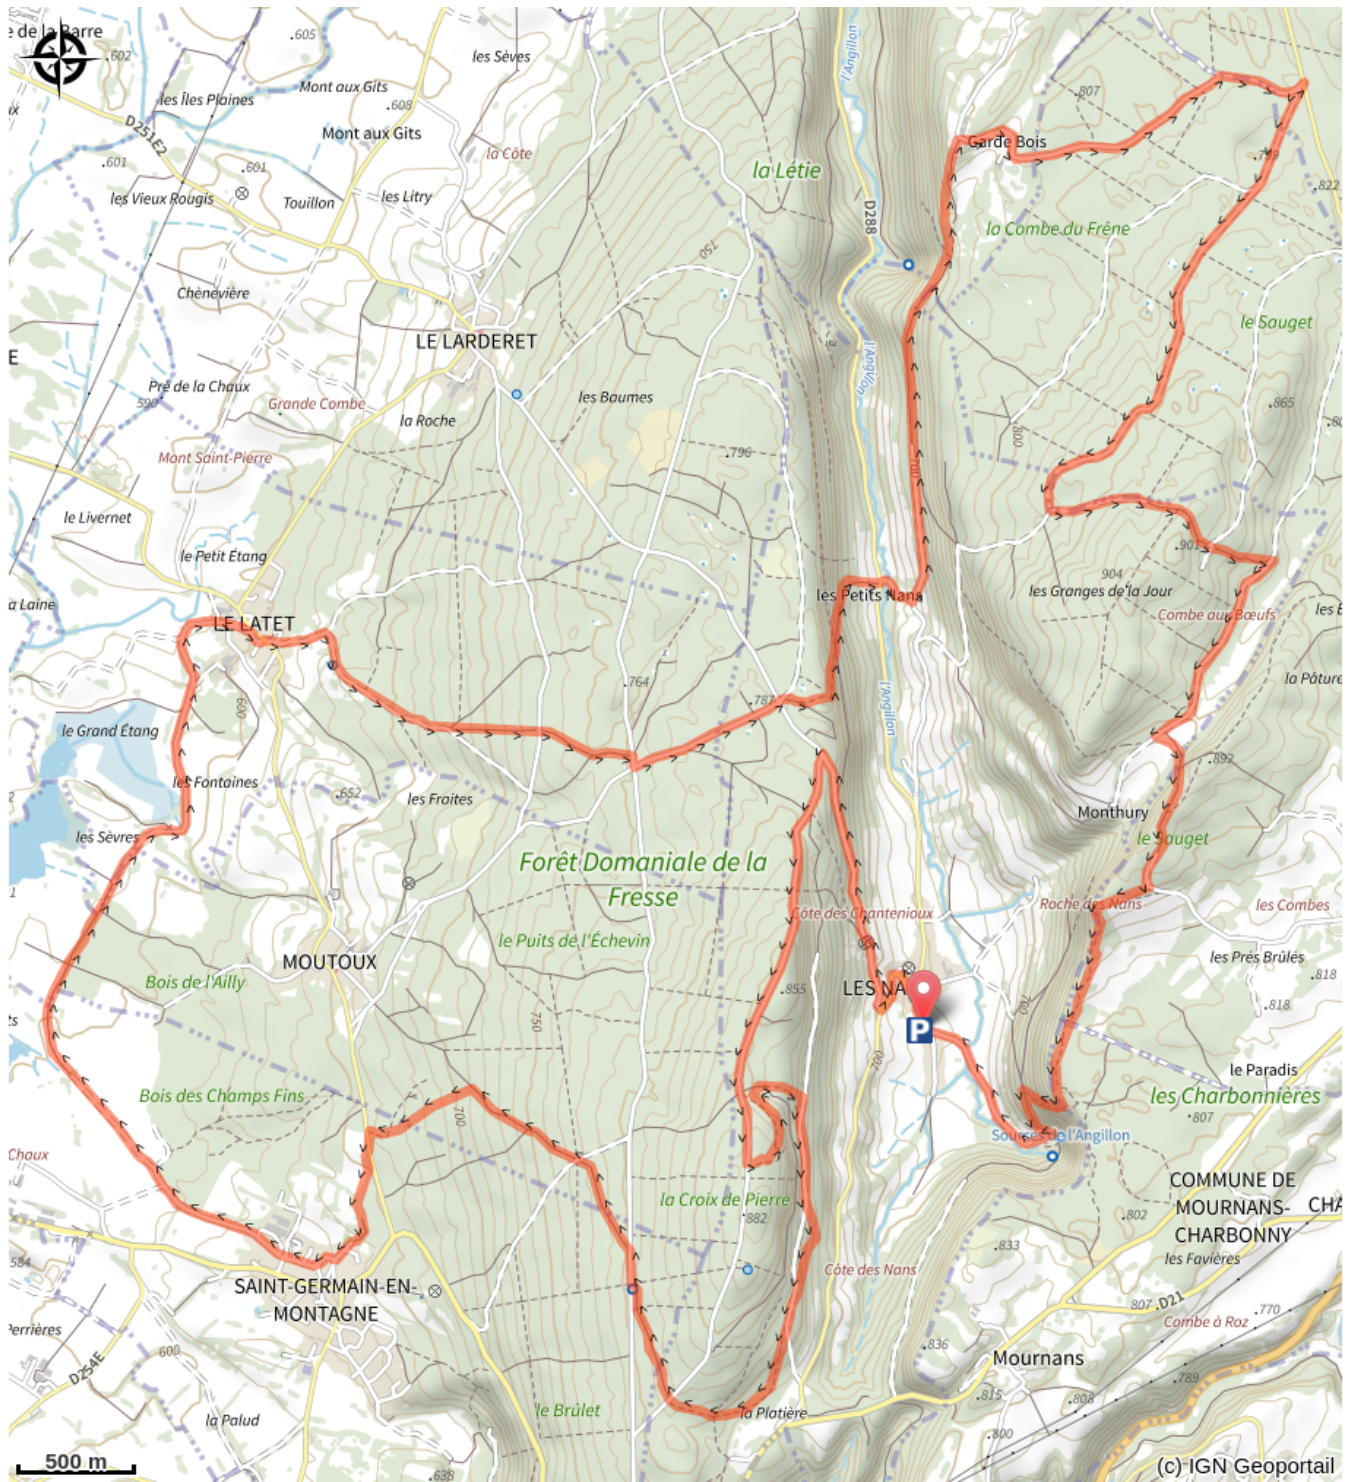 e de la Barre
602
605
les Sèves
l'Angillon
les Îles Plaines
Mont aux Gits
608
D251E2
Mont aux Gits
807
Garde Bois
la Côte
601
601
la Létie
789
822
les Vieux Rougis
Touillon
les Litry
D288
la Combe du Frêne
750
Chènevière
LE LARDERET
le Sauget
E
l'Angillon
Pré de la Chaux
590
Grande Combe
les Baumes
865
la Roche
800
796
Mont Saint-Pierre
700
le Livernet
le Petit Étang
901
904
les Granges de la Jour
a Laine
les Petits Nans
Combe aux Bœufs
LE LATET
764
787
l'Angillon
la Pâture
600
le Grand Étang
892
les Fontaines
652
les Fraites
Monthury
les Sèvres
le Sauget
Forêt Domaniale de la
Fresse
Côte des Chantenioux
Roche des Nans
les Combes
le Puits de l'Échevin
MOUTOUX
les Prés Brûlés
818
Bois de l'Ailly
855
LES NA
P
700
818
ts
750
700
le Paradis
Bois des Champs Fins
700
les Charbonnières
807
Chaux
Sources de l'Angillon
COMMUNE DE
MOURNANS-
CHARBONNY
CHA
la Croix de Pierre
882
802
833
les Favières
584
Côte des Nans
SAINT-GERMAIN-EN-
MONTAGNE
807
D21
770
Combe à Roz
Perrières
600
836
Mournans
D254E
789
815
808
la Palud
le Brûlet
la Platière
800
638
500 m
(c) IGN Geoportail